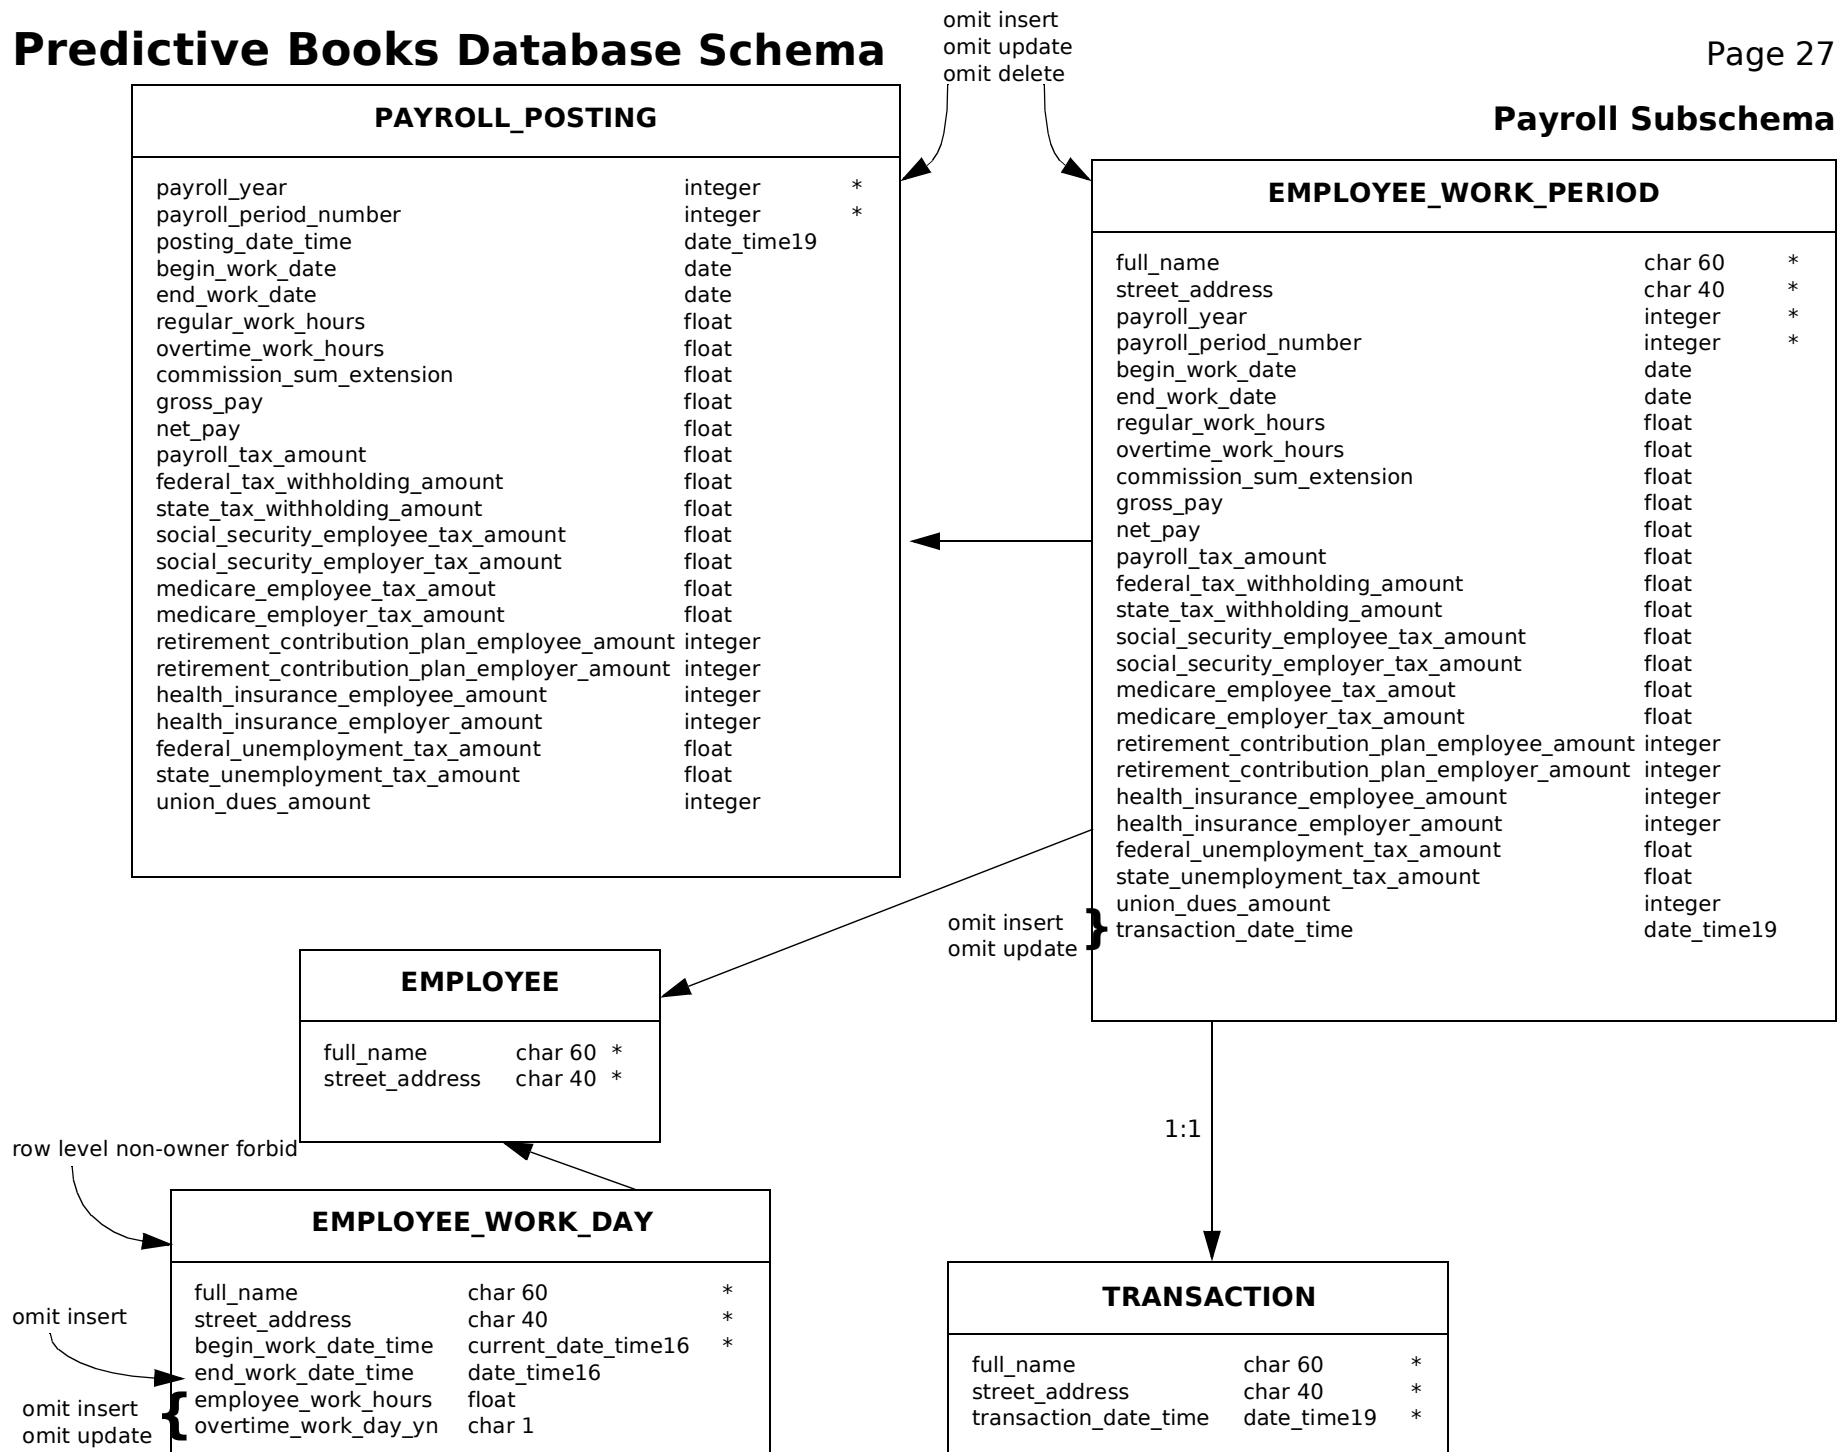 Predictive Books Database Schema
omit insert
omit update
omit delete
Page 27
Payroll Subschema
PAYROLL_POSTING
payroll_year integer *
payroll_period_number integer *
posting_date_time date_time19
begin_work_date date
end_work_date date
regular_work_hours float
overtime_work_hours float
commission_sum_extension float
gross_pay float
net_pay float
payroll_tax_amount float
federal_tax_withholding_amount float
state_tax_withholding_amount float
social_security_employee_tax_amount float
social_security_employer_tax_amount float
medicare_employee_tax_amout float
medicare_employer_tax_amount float
retirement_contribution_plan_employee_amount integer
retirement_contribution_plan_employer_amount integer
health_insurance_employee_amount integer
health_insurance_employer_amount integer
federal_unemployment_tax_amount float
state_unemployment_tax_amount float
union_dues_amount integer
EMPLOYEE_WORK_PERIOD
full_name char 60 *
street_address char 40 *
payroll_year integer *
payroll_period_number integer *
begin_work_date date
end_work_date date
regular_work_hours float
overtime_work_hours float
commission_sum_extension float
gross_pay float
net_pay float
payroll_tax_amount float
federal_tax_withholding_amount float
state_tax_withholding_amount float
social_security_employee_tax_amount float
social_security_employer_tax_amount float
medicare_employee_tax_amout float
medicare_employer_tax_amount float
retirement_contribution_plan_employee_amount integer
retirement_contribution_plan_employer_amount integer
health_insurance_employee_amount integer
health_insurance_employer_amount integer
federal_unemployment_tax_amount float
state_unemployment_tax_amount float
union_dues_amount integer
transaction_date_time date_time19
omit insert
omit update }
EMPLOYEE
full_name char 60 *
street_address char 40 *
1:1
row level non-owner forbid
EMPLOYEE_WORK_DAY
full_name char 60 *
street_address char 40 *
begin_work_date_time current_date_time16 *
end_work_date_time date_time16
employee_work_hours float
overtime_work_day_yn char 1
omit insert
omit insert
omit update {
TRANSACTION
full_name char 60 *
street_address char 40 *
transaction_date_time date_time19 *